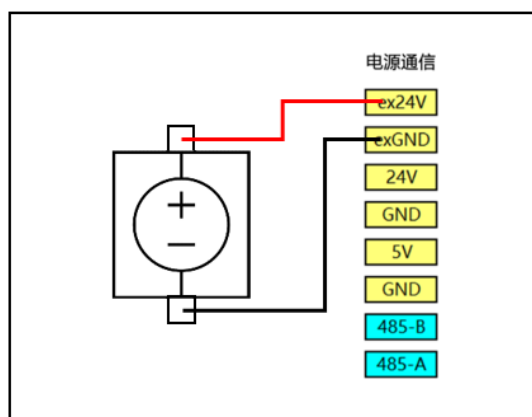 电源通信
ex24V
exGND
24V
GND
5V
GND
485-B
485-A